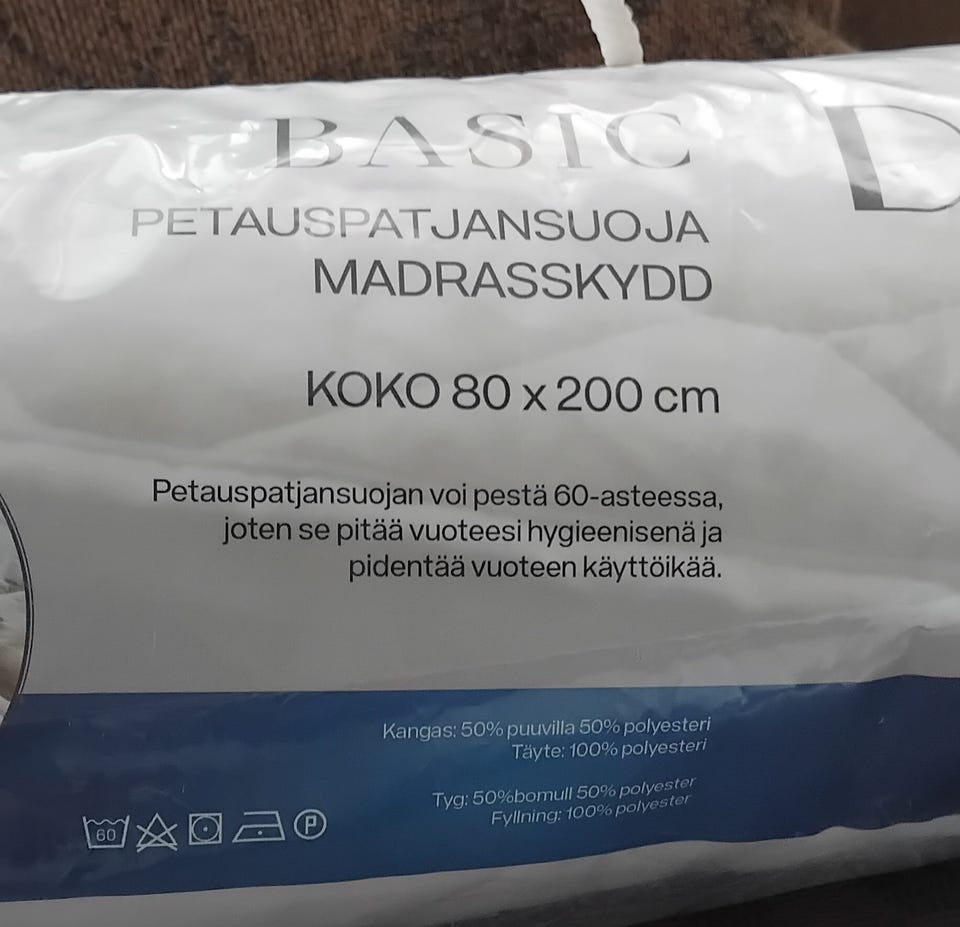 BASIC
PETAUSPATJANSUOJA
MADRASSKYDD
KOKO 80 x 200 cm
Petauspatjansuojan voi pestä 60-asteessa,
joten se pitää vuoteesi hygieenisenä ja
pidentää vuoteen käyttöikää.
Kangas: 50% puuvilla 50% polyesteri
Täyte: 100% polyesteri
Tyg: 50%bomull 50% polyester
Fyllning: 100% polyester
60
P